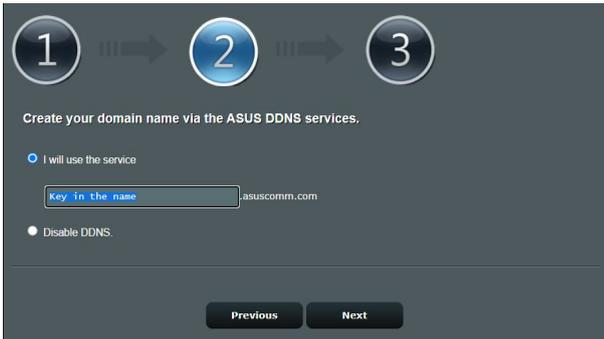 1 2 3
Create your domain name via the ASUS DDNS services.
I will use the service
Key in the name .asuscomm.com
Disable DDNS.
Previous Next